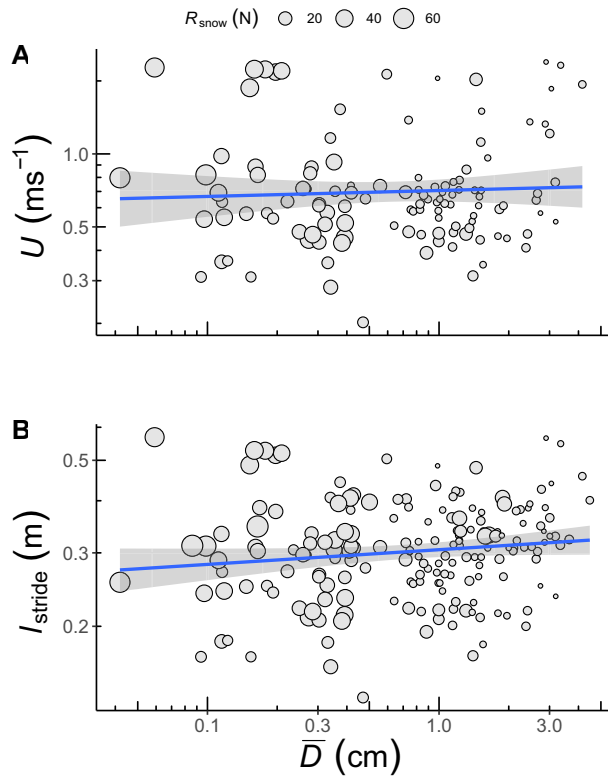 R_snow (N) 20 40 60
A
1.0
0.5
0.3
U (ms⁻¹)
B
0.5
0.3
0.2
l_stride (m)
0.1 0.3 1.0 3.0
D̅ (cm)